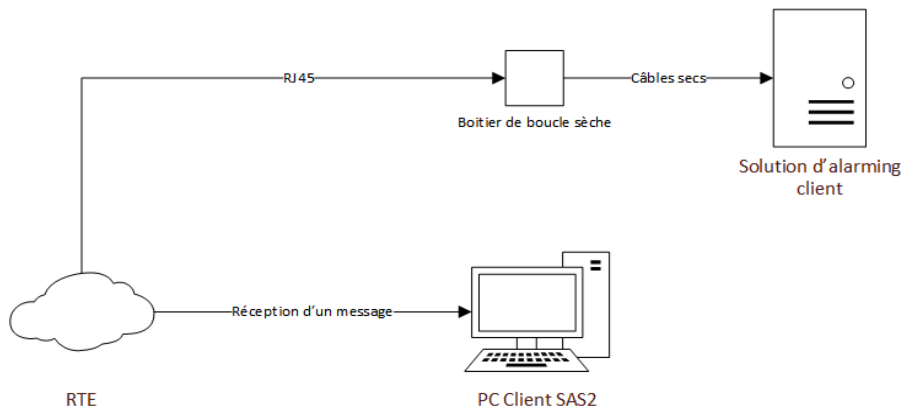 RJ45
Câbles secs
Boitier de boucle sèche
Solution d'alarming
client
Réception d'un message
RTE
PC Client SAS2